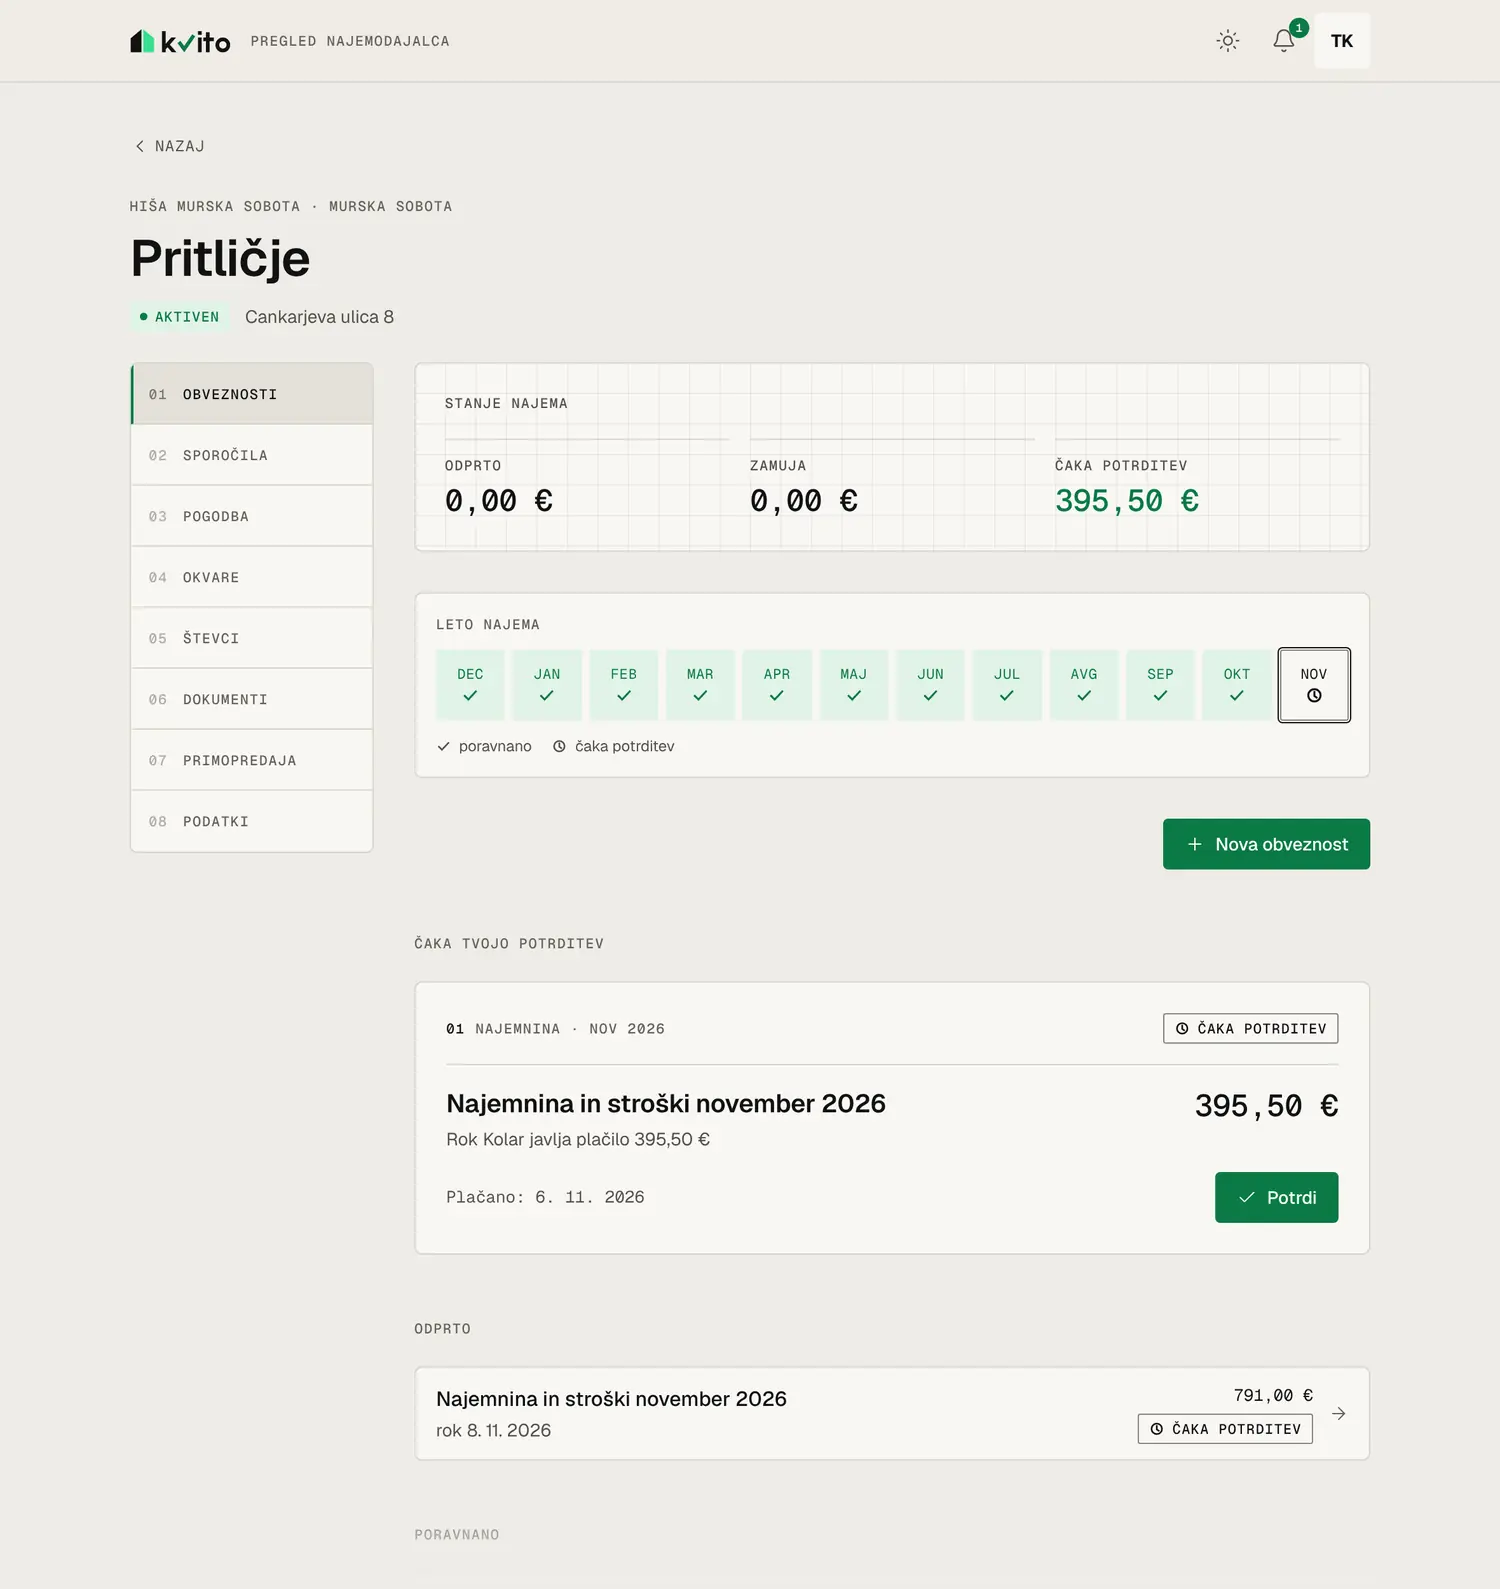 kvito PREGLED NAJEMODAJALCA
1
TK
NAZAJ
HIŠA MURSKA SOBOTA · MURSKA SOBOTA
Pritličje
AKTIVEN Cankarjeva ulica 8
01 OBVEZNOSTI
02 SPOROČILA
03 POGODBA
04 OKVARE
05 ŠTEVCI
06 DOKUMENTI
07 PRIMOPREDAJA
08 PODATKI
STANJE NAJEMA
ODPRTO
0,00 €
ZAMUJA
0,00 €
ČAKA POTRDITEV
395,50 €
LETO NAJEMA
DEC JAN FEB MAR APR MAJ JUN JUL AVG SEP OKT NOV
poravnano čaka potrditev
Nova obveznost
ČAKA TVOJO POTRDITEV
01 NAJEMNINA · NOV 2026
ČAKA POTRDITEV
Najemnina in stroški november 2026
395,50 €
Rok Kolar javlja plačilo 395,50 €
Plačano: 6. 11. 2026
Potrdi
ODPRTO
Najemnina in stroški november 2026
791,00 €
rok 8. 11. 2026
ČAKA POTRDITEV
PORAVNANO